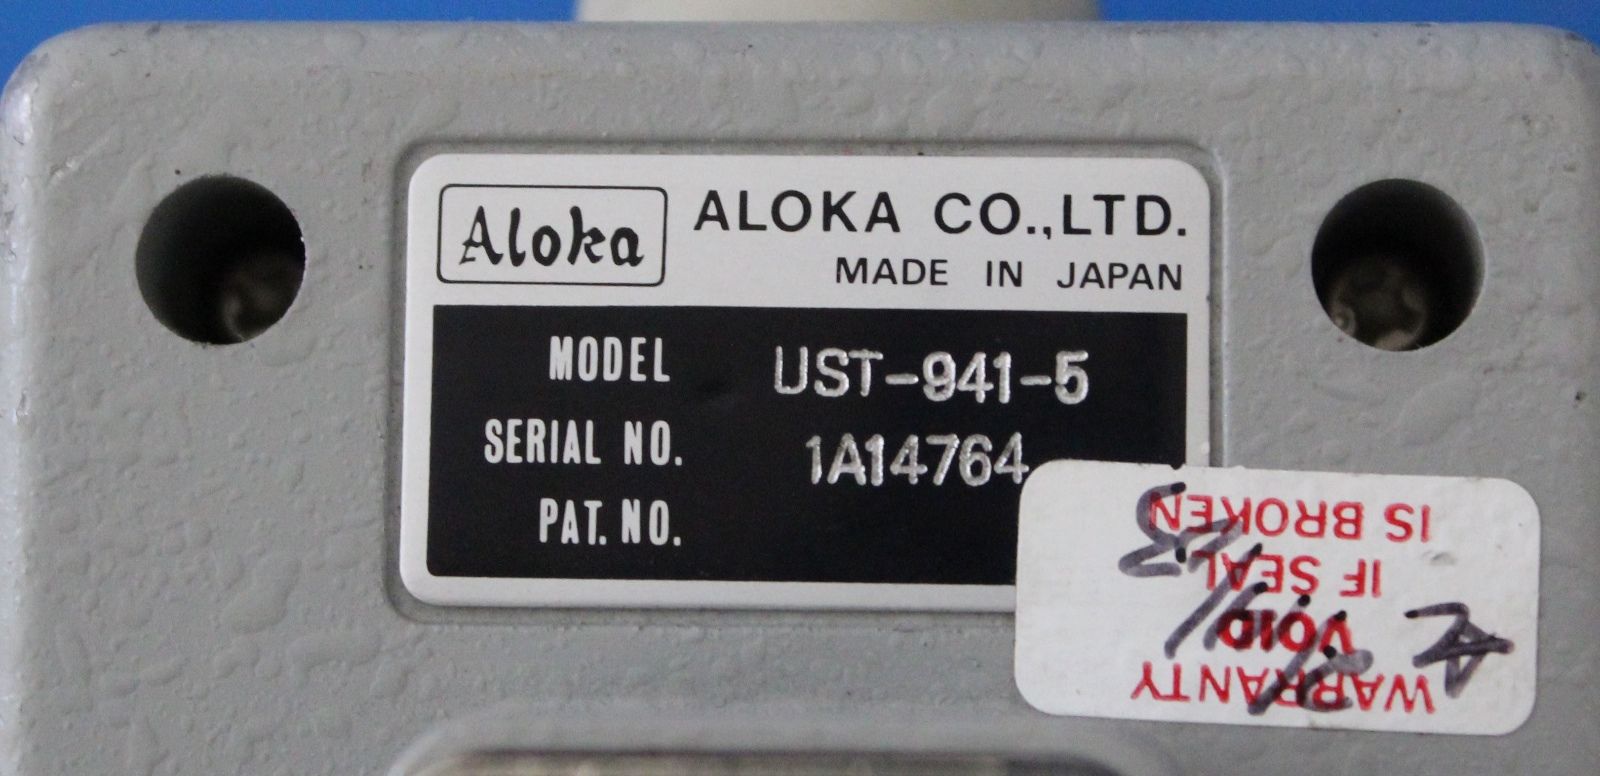 Aloka
ALOKA CO.,LTD.
MADE IN JAPAN
MODEL UST-941-5
SERIAL NO. 1A14764
PAT. NO.
WARRANTY
VOID
IF SEAL
IS BROKEN